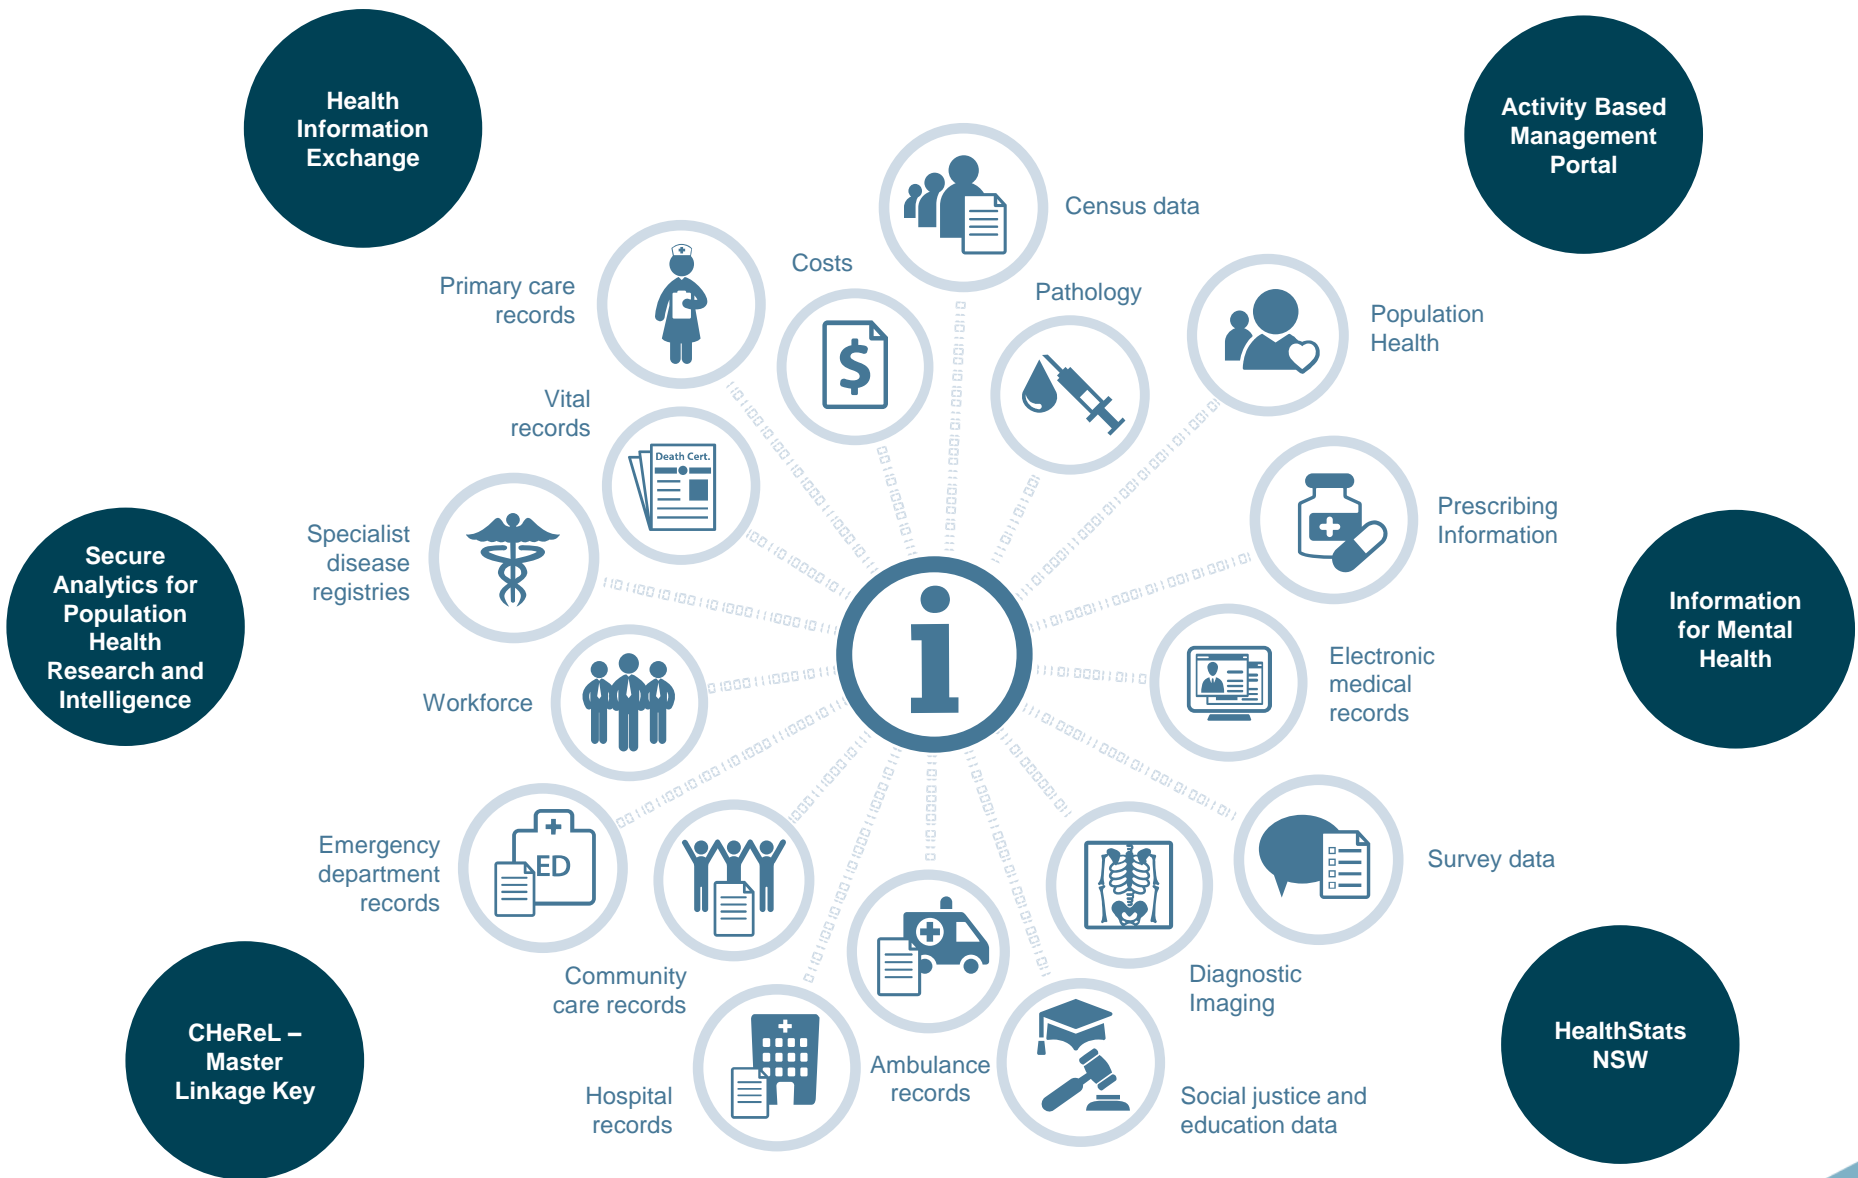 Health
Information
Exchange
Activity Based
Management
Portal
Census data
Costs
Primary care
records
Pathology
Population
Health
Vital
records
Death Cert.
Prescribing
Information
Specialist
disease
registries
Secure
Analytics for
Population
Health
Research and
Intelligence
Information
for Mental
Health
Electronic
medical
records
Workforce
Emergency
department
records
ED
Survey data
Community
care records
Diagnostic
Imaging
Ambulance
records
Hospital
records
Social justice and
education data
CHeReL –
Master
Linkage Key
HealthStats
NSW